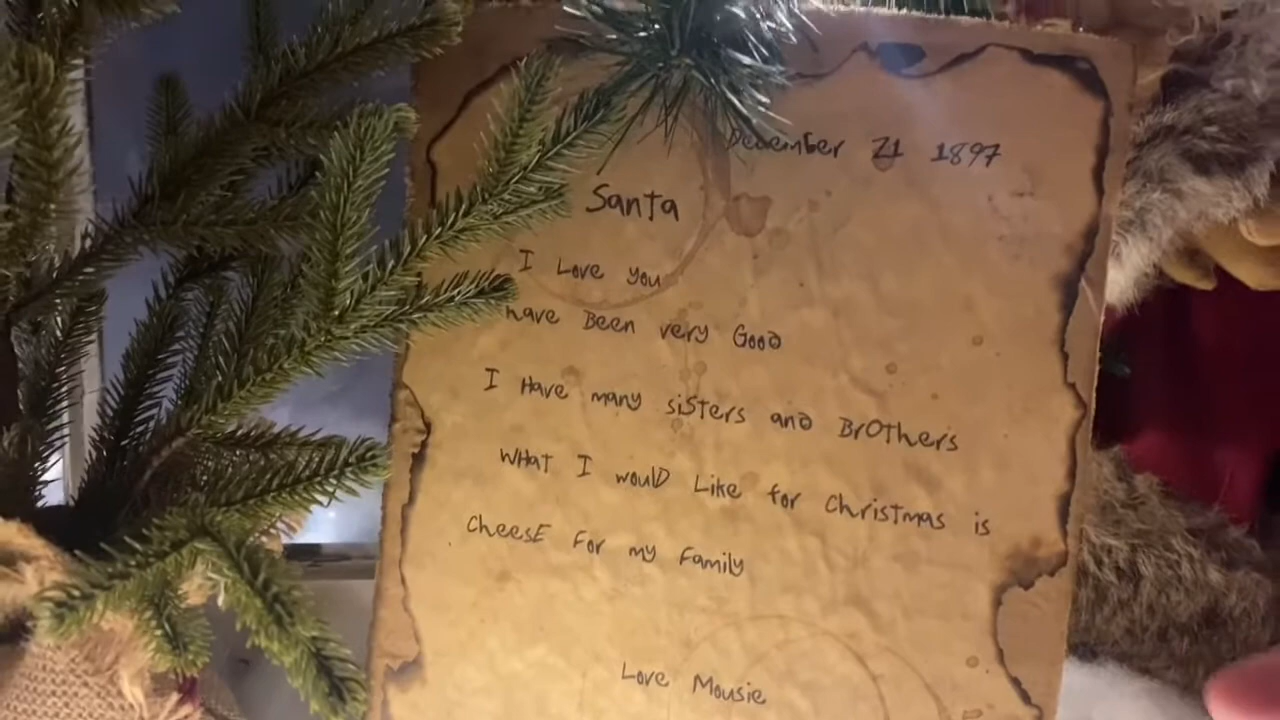 December 21 1897
Santa
I Love you
have Been very Good
I Have many sisters and BrOthers
WHaT I woulD Like for Christmas is
CheesE For my Family
Love Mousie